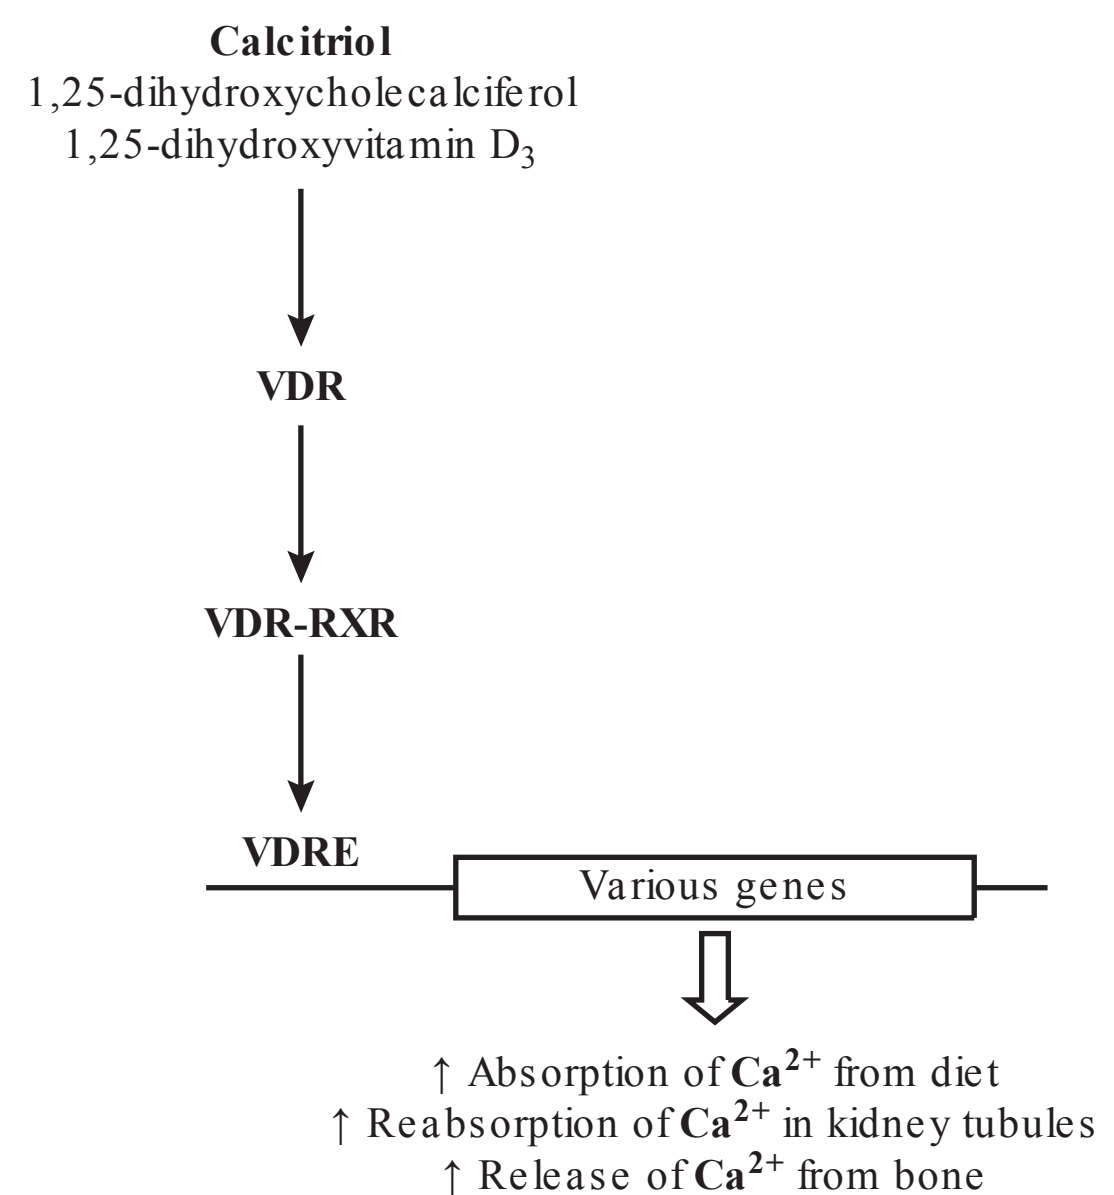 Calcitriol
1,25-dihydroxycholecalciferol
1,25-dihydroxyvitamin D₃
VDR
VDR-RXR
VDRE
Various genes
↑ Absorption of Ca²⁺ from diet
↑ Reabsorption of Ca²⁺ in kidney tubules
↑ Release of Ca²⁺ from bone